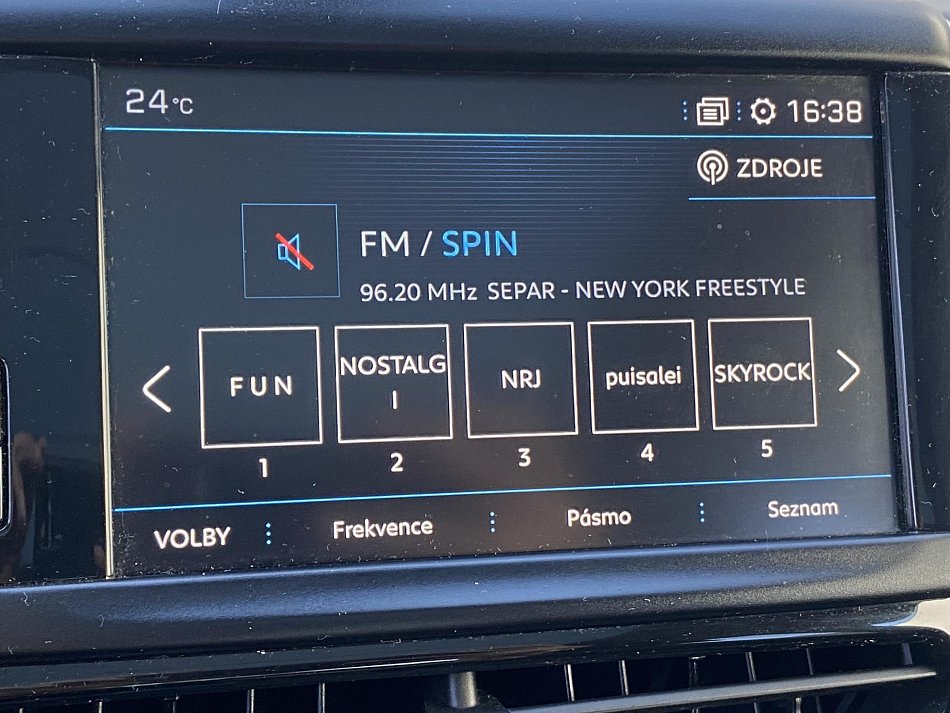 24°C 16:38
ZDROJE
FM / SPIN
96.20 MHz SEPAR - NEW YORK FREESTYLE
FUN
NOSTALG
I
NRJ
puisalei
SKYROCK
1 2 3 4 5
VOLBY Frekvence Pásmo Seznam